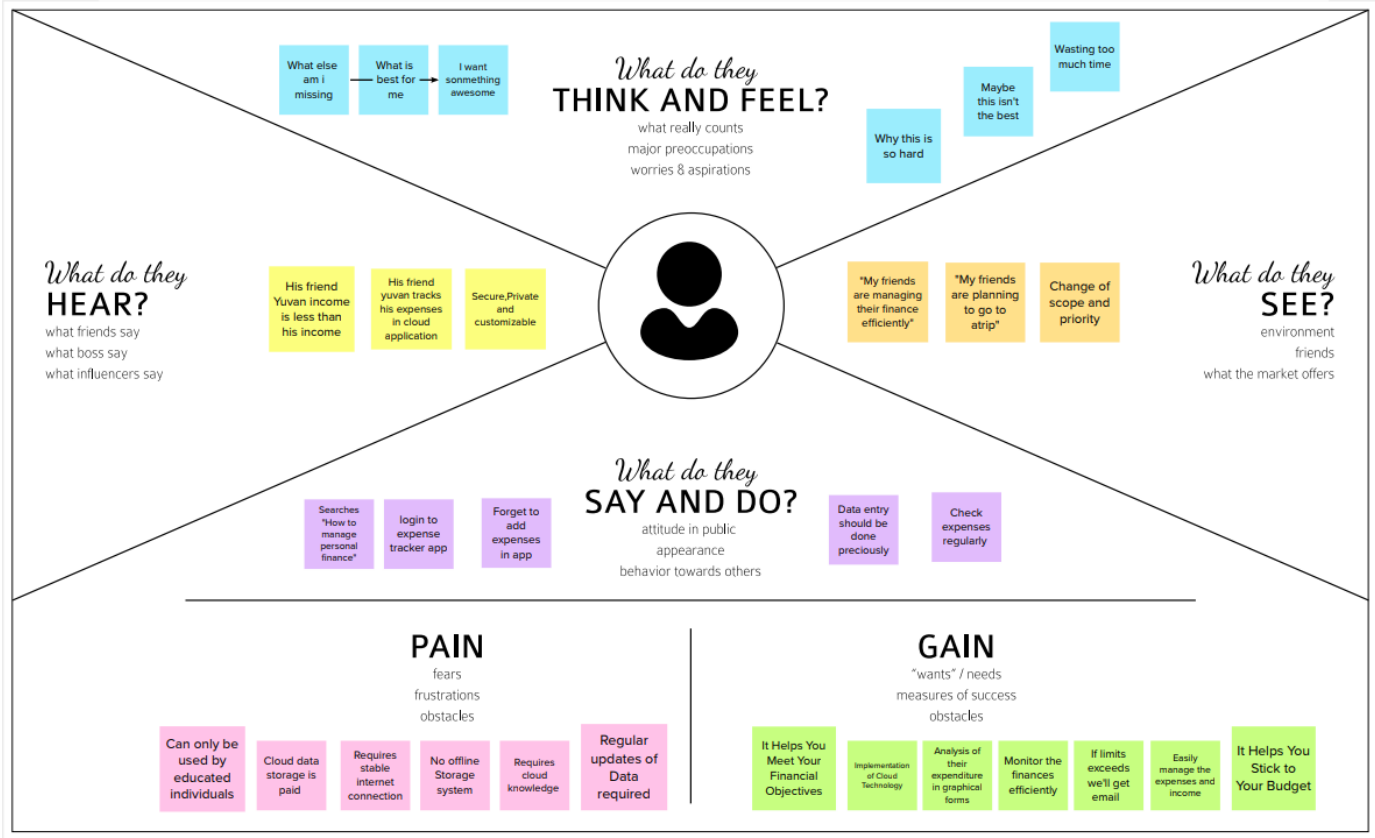 What else
am i
missing
What is
best for
me
I want
sonmething
awesome
What do they
THINK AND FEEL?
what really counts
major preoccupations
worries & aspirations
Why this is
so hard
Maybe
this isn't
the best
Wasting too
much time
What do they
HEAR?
what friends say
what boss say
what influencers say
His friend
Yuvan income
is less than
his income
His friend
yuvan tracks
his expenses
in cloud
application
Secure,Private
and
customizable
"My friends
are managing
their finance
efficiently"
"My friends
are planning
to go to
atrip"
Change of
scope and
priority
What do they
SEE?
environment
friends
what the market offers
What do they
SAY AND DO?
attitude in public
appearance
behavior towards others
Searches
"How to
manage
personal
finance"
login to
expense
tracker app
Forget to
add
expenses
in app
Data entry
should be
done
preciously
Check
expenses
regularly
PAIN
fears
frustrations
obstacles
Can only be
used by
educated
individuals
Cloud data
storage is
paid
Requires
stable
internet
connection
No offline
Storage
system
Requires
cloud
knowledge
Regular
updates of
Data
required
GAIN
"wants" / needs
measures of success
obstacles
It Helps You
Meet Your
Financial
Objectives
Implementation
of Cloud
Technology
Analysis of
their
expenditure
in graphical
forms
Monitor the
finances
efficiently
If limits
exceeds
we'll get
email
Easily
manage the
expenses and
income
It Helps You
Stick to
Your Budget